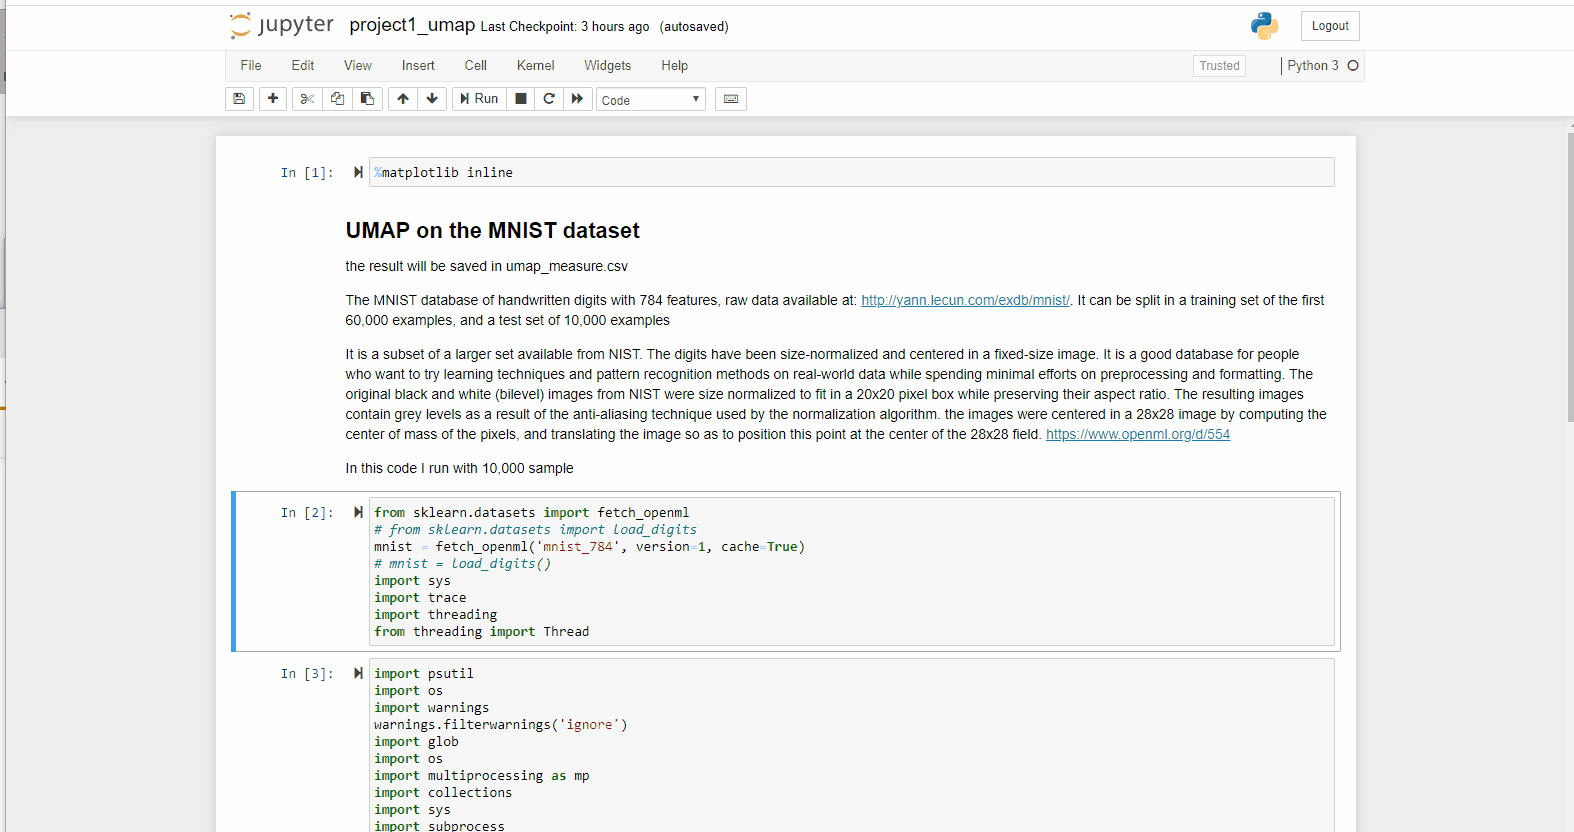 jupyter project1_umap Last Checkpoint: 3 hours ago (autosaved) Logout
File Edit View Insert Cell Kernel Widgets Help Trusted Python 3
Run Code
In [1]: %matplotlib inline
UMAP on the MNIST dataset
the result will be saved in umap_measure.csv
The MNIST database of handwritten digits with 784 features, raw data available at: http://yann.lecun.com/exdb/mnist/. It can be split in a training set of the first
60,000 examples, and a test set of 10,000 examples
It is a subset of a larger set available from NIST. The digits have been size-normalized and centered in a fixed-size image. It is a good database for people
who want to try learning techniques and pattern recognition methods on real-world data while spending minimal efforts on preprocessing and formatting. The
original black and white (bilevel) images from NIST were size normalized to fit in a 20x20 pixel box while preserving their aspect ratio. The resulting images
contain grey levels as a result of the anti-aliasing technique used by the normalization algorithm. the images were centered in a 28x28 image by computing the
center of mass of the pixels, and translating the image so as to position this point at the center of the 28x28 field. https://www.openml.org/d/554
In this code I run with 10,000 sample
In [2]: from sklearn.datasets import fetch_openml
# from sklearn.datasets import load_digits
mnist = fetch_openml('mnist_784', version=1, cache=True)
# mnist = load_digits()
import sys
import trace
import threading
from threading import Thread
In [3]: import psutil
import os
import warnings
warnings.filterwarnings('ignore')
import glob
import os
import multiprocessing as mp
import collections
import sys
import subprocess